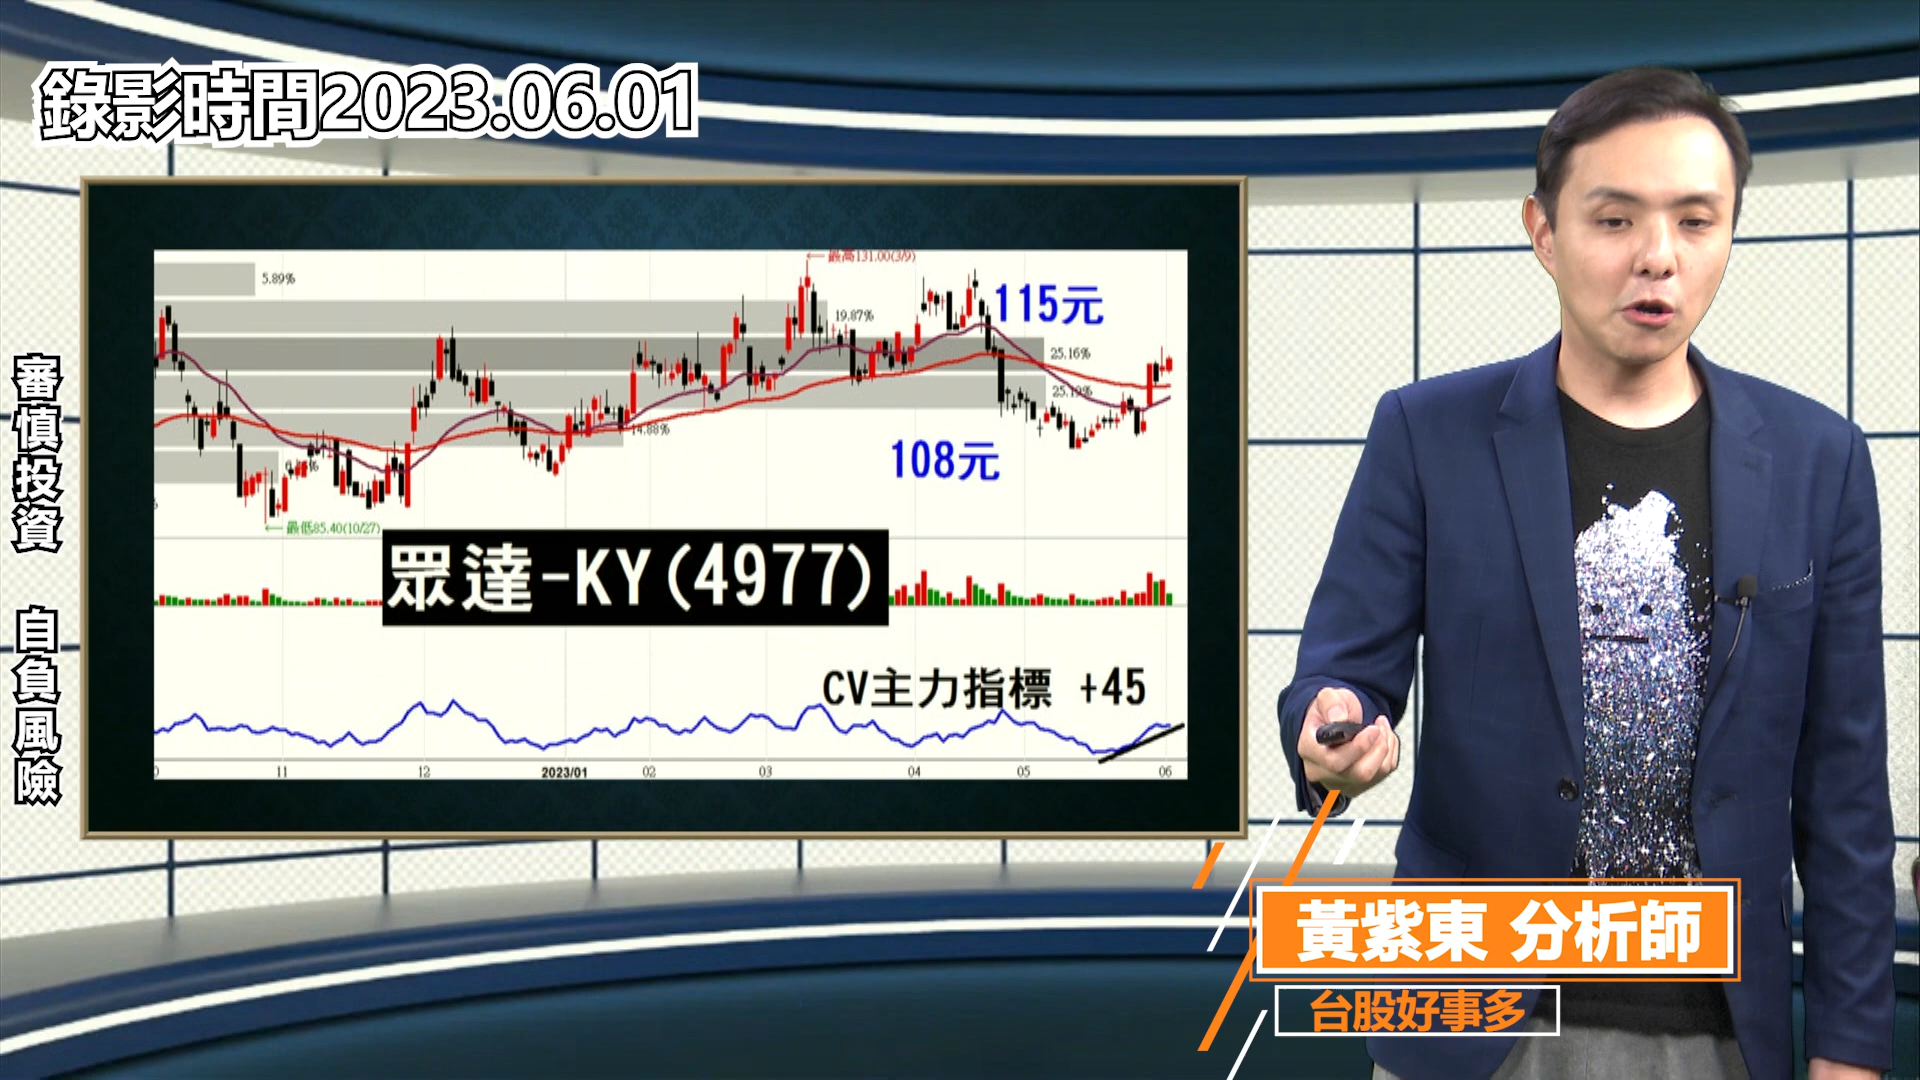 錄影時間2023.06.01
審慎投資 自負風險
5.89%
←最高131.00(3/9)
115元
19.87%
25.16%
25.19%
14.88%
108元
←最低85.40(10/27)
眾達-KY(4977)
CV主力指標 +45
11
12
2023/01
02
03
04
05
06
黃紫東 分析師
台股好事多